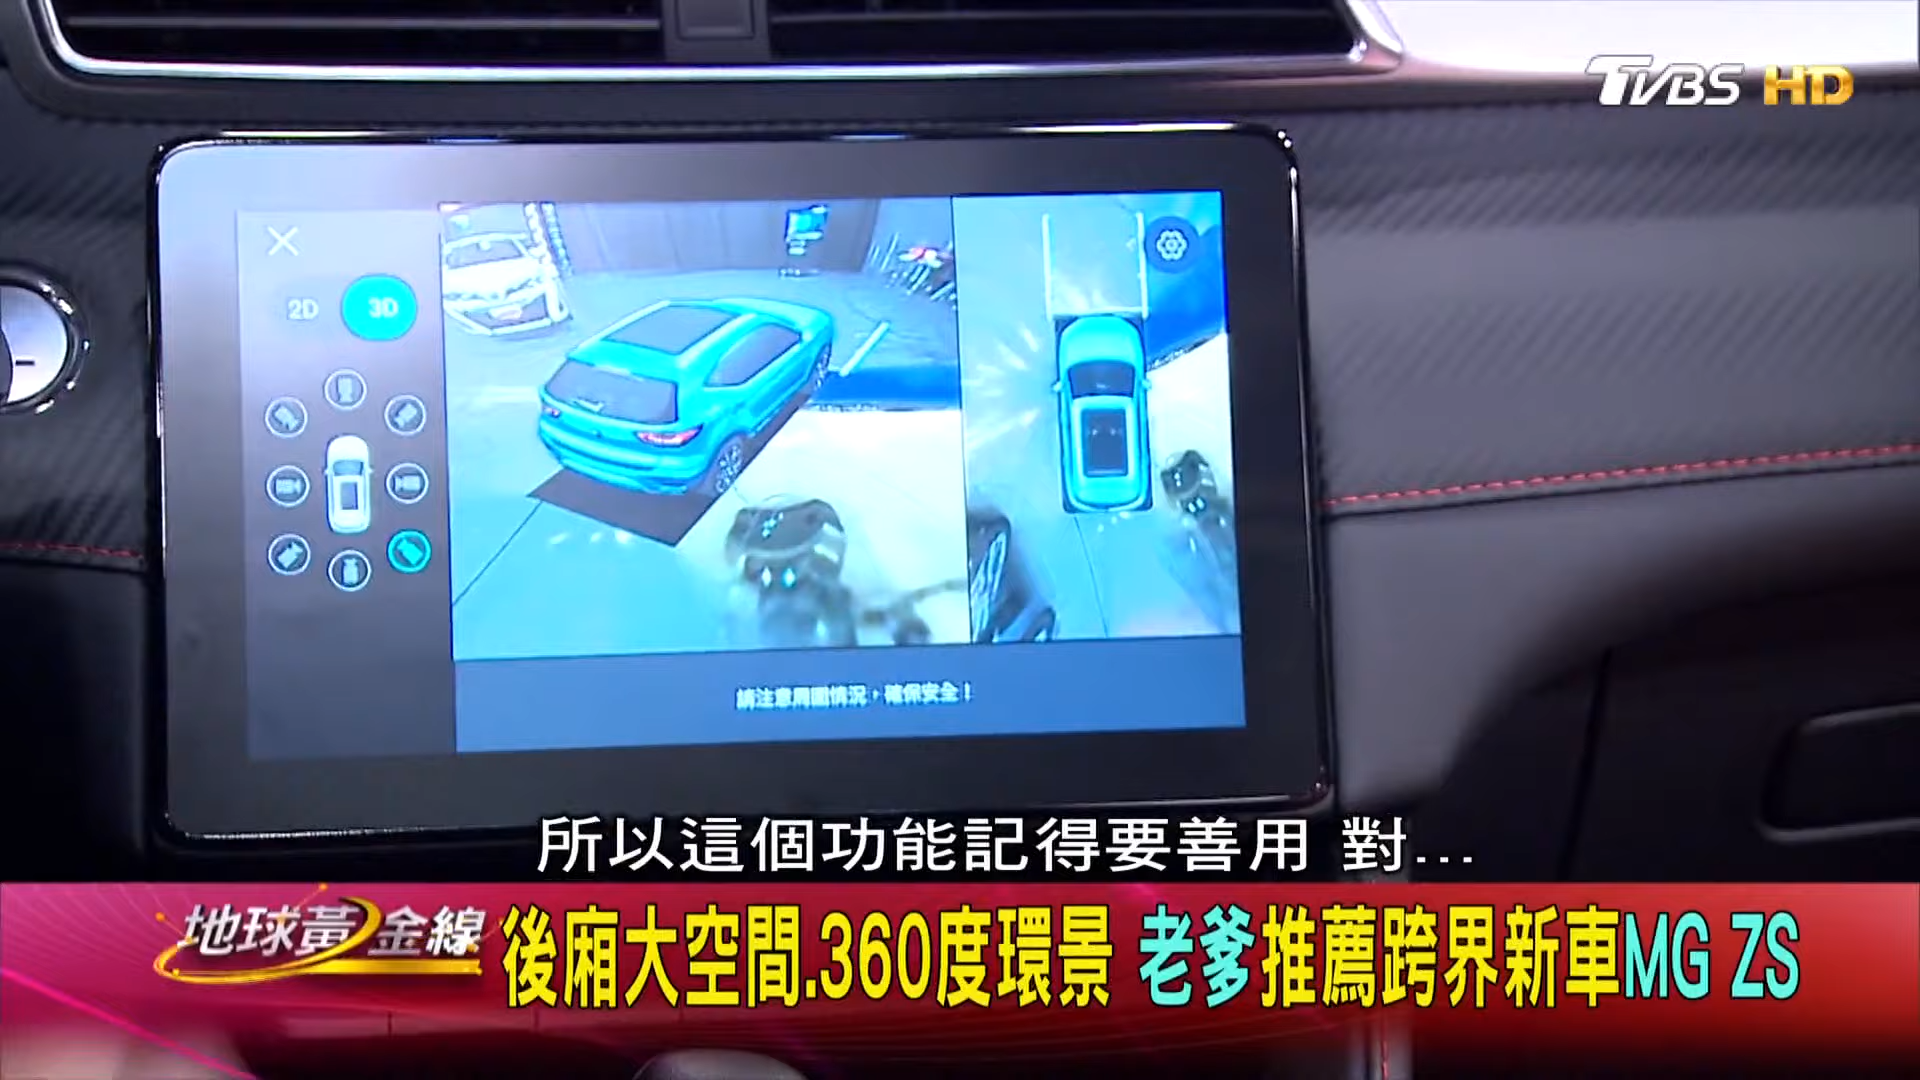 TVBS HD
2D 3D
請注意周圍情況，確保安全！
所以這個功能記得要善用 對...
地球黃金線
後廂大空間.360度環景 老爹推薦跨界新車MG ZS